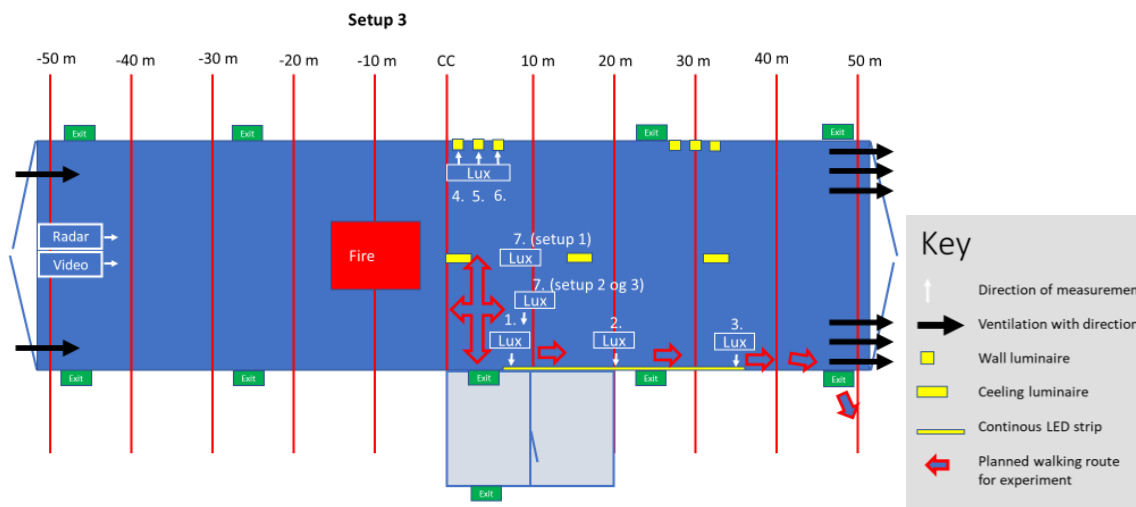 Setup 3
-50 m
-40 m
-30 m
-20 m
-10 m
CC
10 m
20 m
30 m
40 m
50 m
Exit
Exit
Exit
Exit
Lux
4.
5.
6.
Radar
Video
Fire
7. (setup 1)
Lux
7. (setup 2 og 3)
Lux
1.
Lux
2.
Lux
3.
Lux
Exit
Exit
Exit
Exit
Exit
Exit
Key
Direction of measurement
Ventilation with direction
Wall luminaire
Ceeling luminaire
Continous LED strip
Planned walking route
for experiment